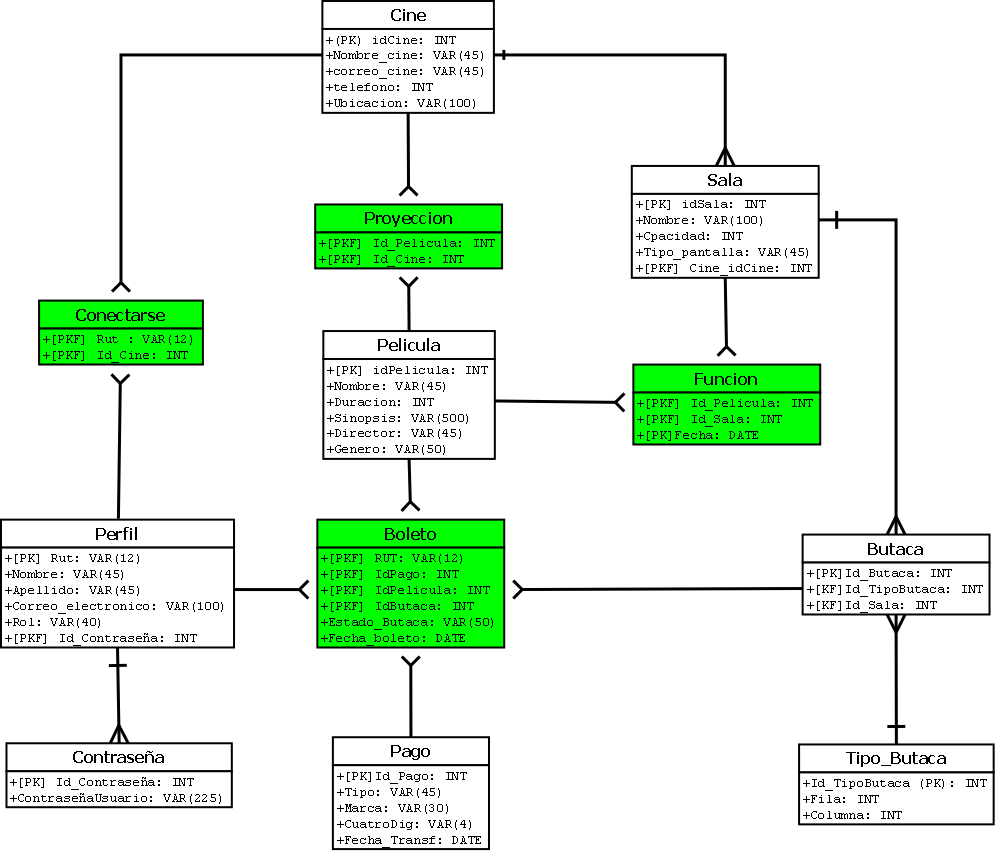 Cine
+(PK) idCine: INT
+Nombre_cine: VAR(45)
+correo_cine: VAR(45)
+telefono: INT
+Ubicacion: VAR(100)
Proyeccion
+[PKF] Id_Pelicula: INT
+[PKF] Id_Cine: INT
Sala
+[PK] idSala: INT
+Nombre: VAR(100)
+Cpacidad: INT
+Tipo_pantalla: VAR(45)
+[PKF] Cine_idCine: INT
Conectarse
+[PKF] Rut : VAR(12)
+[PKF] Id_Cine: INT
Pelicula
+[PK] idPelicula: INT
+Nombre: VAR(45)
+Duracion: INT
+Sinopsis: VAR(500)
+Director: VAR(45)
+Genero: VAR(50)
Funcion
+[PKF] Id_Pelicula: INT
+[PKF] Id_Sala: INT
+[PK]Fecha: DATE
Perfil
+[PK] Rut: VAR(12)
+Nombre: VAR(45)
+Apellido: VAR(45)
+Correo_electronico: VAR(100)
+Rol: VAR(40)
+[PKF] Id_Contraseña: INT
Boleto
+[PKF] RUT: VAR(12)
+[PKF] IdPago: INT
+[PKF] IdPelicula: INT
+[PKF] IdButaca: INT
+Estado_Butaca: VAR(50)
+Fecha_boleto: DATE
Butaca
+[PK]Id_Butaca: INT
+[KF]Id_TipoButaca: INT
+[KF]Id_Sala: INT
Contraseña
+[PK] Id_Contraseña: INT
+ContraseñaUsuario: VAR(225)
Pago
+[PK]Id_Pago: INT
+Tipo: VAR(45)
+Marca: VAR(30)
+CuatroDig: VAR(4)
+Fecha_Transf: DATE
Tipo_Butaca
+Id_TipoButaca (PK): INT
+Fila: INT
+Columna: INT